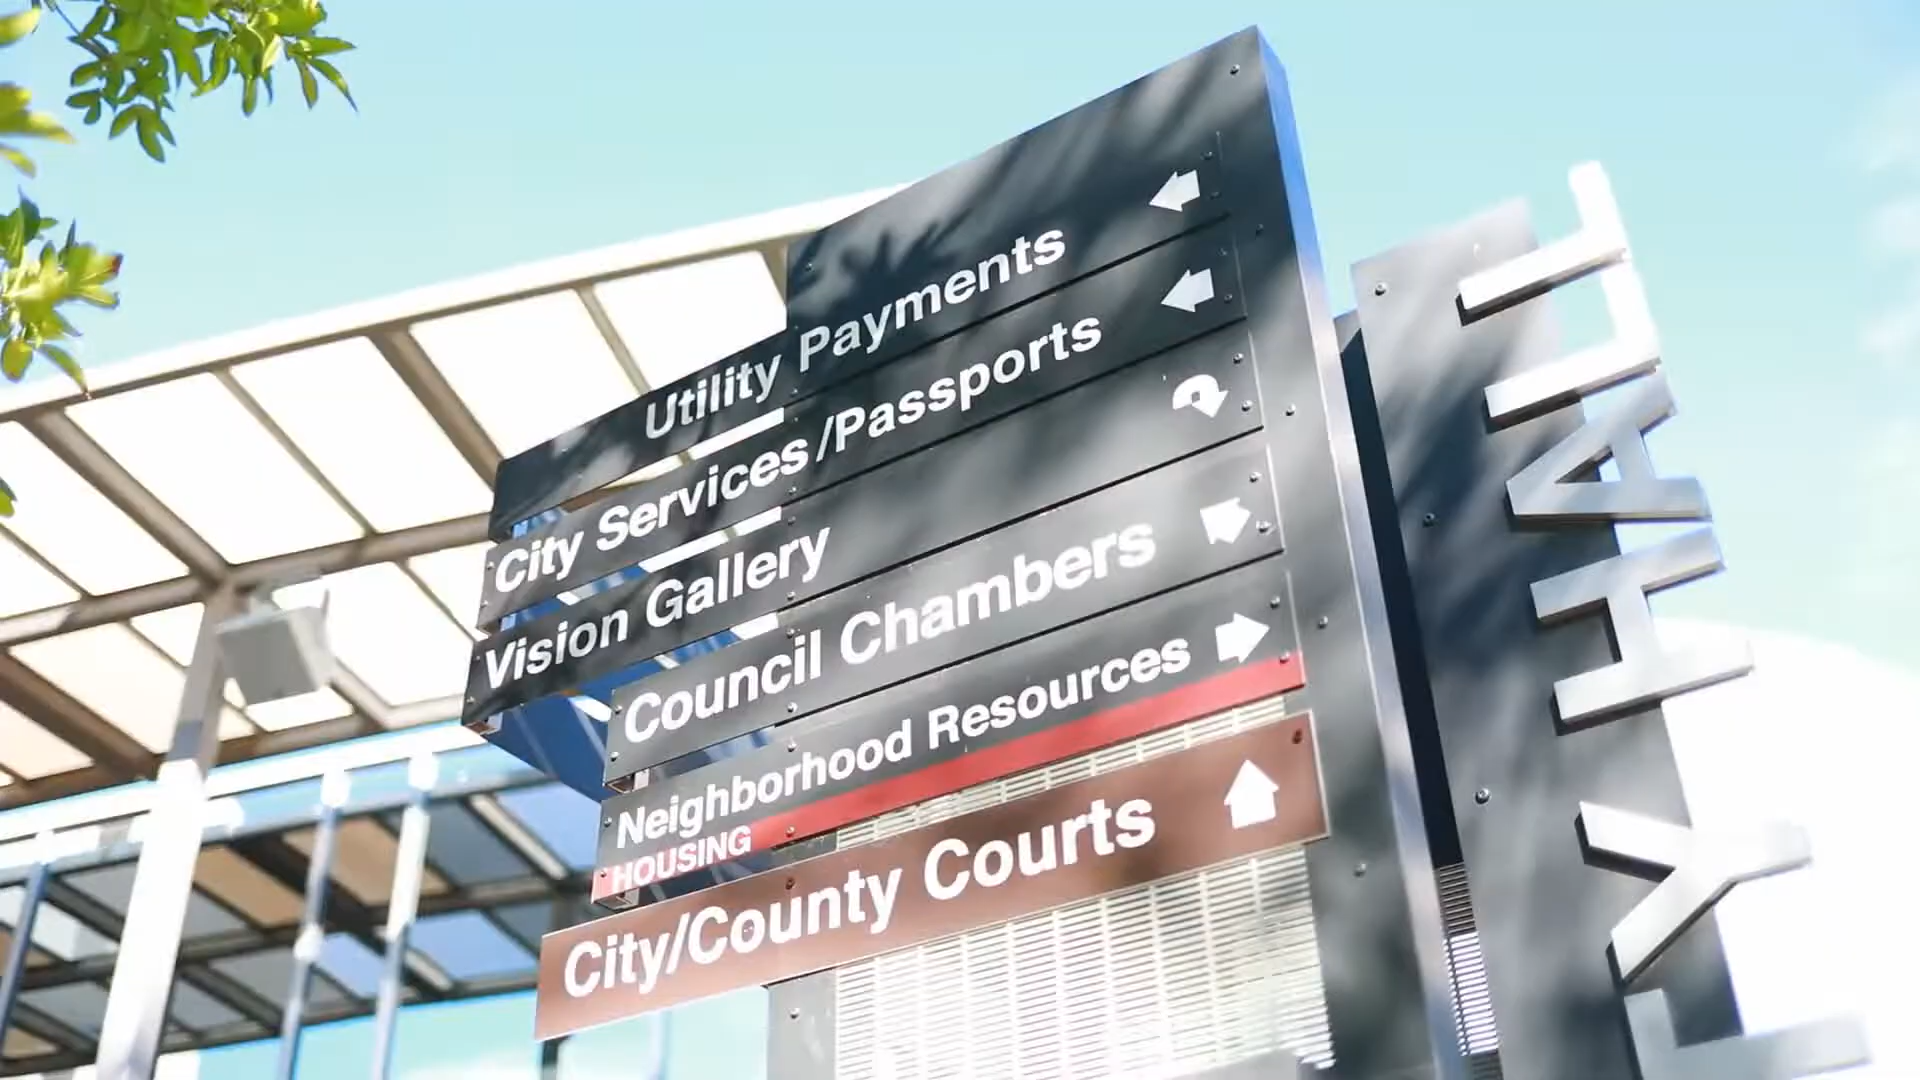 Utility Payments
City Services/Passports
Vision Gallery
Council Chambers
Neighborhood Resources
HOUSING
City/County Courts
HALL